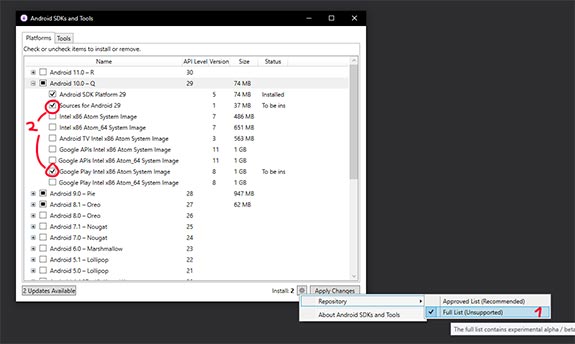 Android SDKs and Tools
Platforms Tools
Check or uncheck items to install or remove.
Name API Level Version Size Status
Android 11.0 – R 30
Android 10.0 – Q 29 74 MB
Android SDK Platform 29 5 74 MB Installed
Sources for Android 29 1 37 MB To be ins
Intel x86 Atom System Image 7 486 MB
Intel x86 Atom_64 System Image 7 651 MB
Android TV Intel x86 Atom System Image 3 563 MB
Google APIs Intel x86 Atom System Image 11 1 GB
Google APIs Intel x86 Atom_64 System Image 11 1 GB
Google Play Intel x86 Atom System Image 8 1 GB To be ins
Google Play Intel x86 Atom_64 System Image 8 1 GB
2
Android 9.0 – Pie 28 947 MB
Android 8.1 – Oreo 27 62 MB
Android 8.0 – Oreo 26
Android 7.1 – Nougat 25
Android 7.0 – Nougat 24
Android 6.0 – Marshmallow 23
Android 5.1 – Lollipop 22
Android 5.0 – Lollipop 21
2 Updates Available Install: 2 Apply Changes
Repository
About Android SDKs and Tools
Approved List (Recommended)
Full List (Unsupported) 1
The full list contains experimental alpha / beta